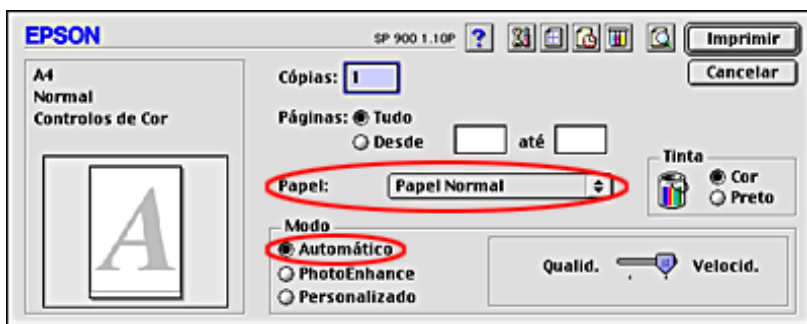 EPSON
SP 900 1.10P
?
Imprimir
A4
Normal
Controlos de Cor
A
Cópias: 1
Cancelar
Páginas: Tudo
Desde até
Papel: Papel Normal
Tinta
Cor
Preto
Modo
Automático
PhotoEnhance
Personalizado
Qualid. Velocid.